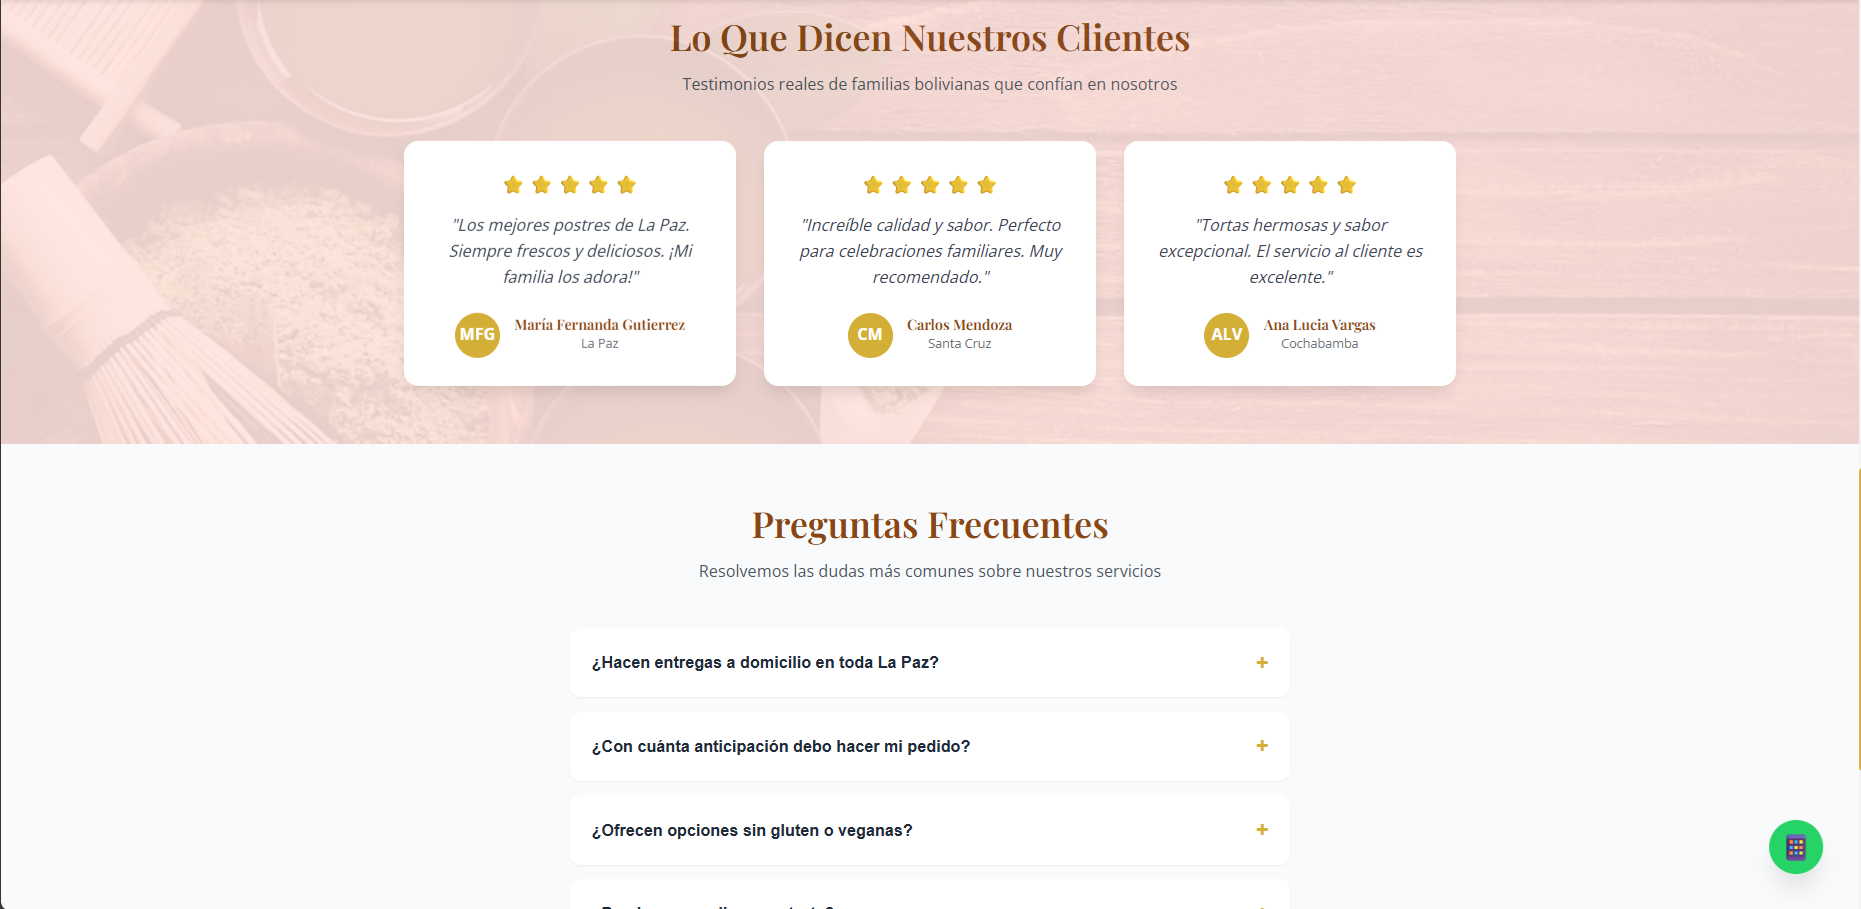 Lo Que Dicen Nuestros Clientes
Testimonios reales de familias bolivianas que confían en nosotros
"Los mejores postres de La Paz.
Siempre frescos y deliciosos. ¡Mi
familia los adora!"
MFG
María Fernanda Gutierrez
La Paz
"Increíble calidad y sabor. Perfecto
para celebraciones familiares. Muy
recomendado."
CM
Carlos Mendoza
Santa Cruz
"Tortas hermosas y sabor
excepcional. El servicio al cliente es
excelente."
ALV
Ana Lucia Vargas
Cochabamba
Preguntas Frecuentes
Resolvemos las dudas más comunes sobre nuestros servicios
¿Hacen entregas a domicilio en toda La Paz?
+
¿Con cuánta anticipación debo hacer mi pedido?
+
¿Ofrecen opciones sin gluten o veganas?
+